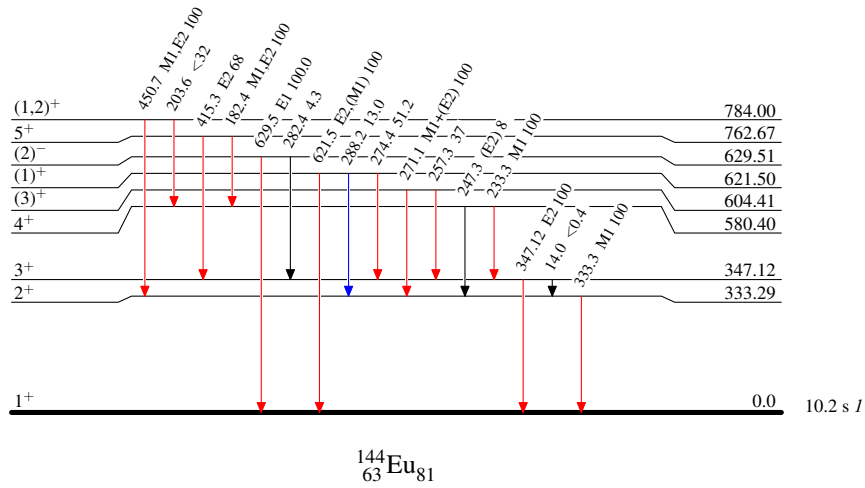 450.7 M1,E2 100
203.6 <32
415.3 E2 68
182.4 M1,E2 100
629.5 E1 100.0
282.4 4.3
621.5 E2,(M1) 100
288.2 13.0
274.4 51.2
271.1 M1+(E2) 100
257.3 37
247.3 (E2) 8
233.3 M1 100
347.12 E2 100
14.0 <0.4
333.3 M1 100
(1,2)⁺ 784.00
5⁺ 762.67
(2)⁻ 629.51
(1)⁺ 621.50
(3)⁺ 604.41
4⁺ 580.40
3⁺ 347.12
2⁺ 333.29
1⁺ 0.0 10.2 s 1
¹⁴⁴₆₃Eu₈₁